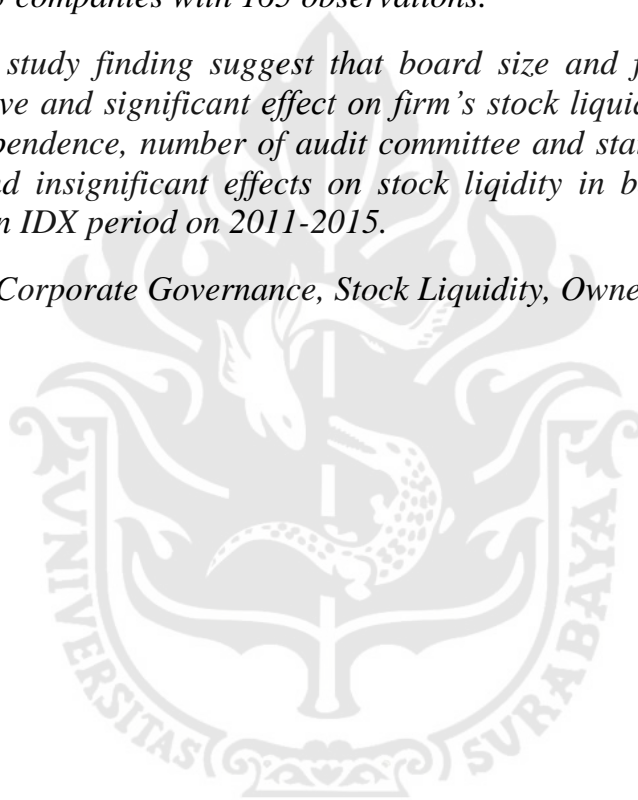 companies with 165 observations.
study finding suggest that board size and
ve and significant effect on firm's stock liquid
pendence, number of audit committee and sta
nd insignificant effects on stock liqidity in b
n IDX period on 2011-2015.
Corporate Governance, Stock Liquidity, Owne
UNIVERSITAS SURABAYA